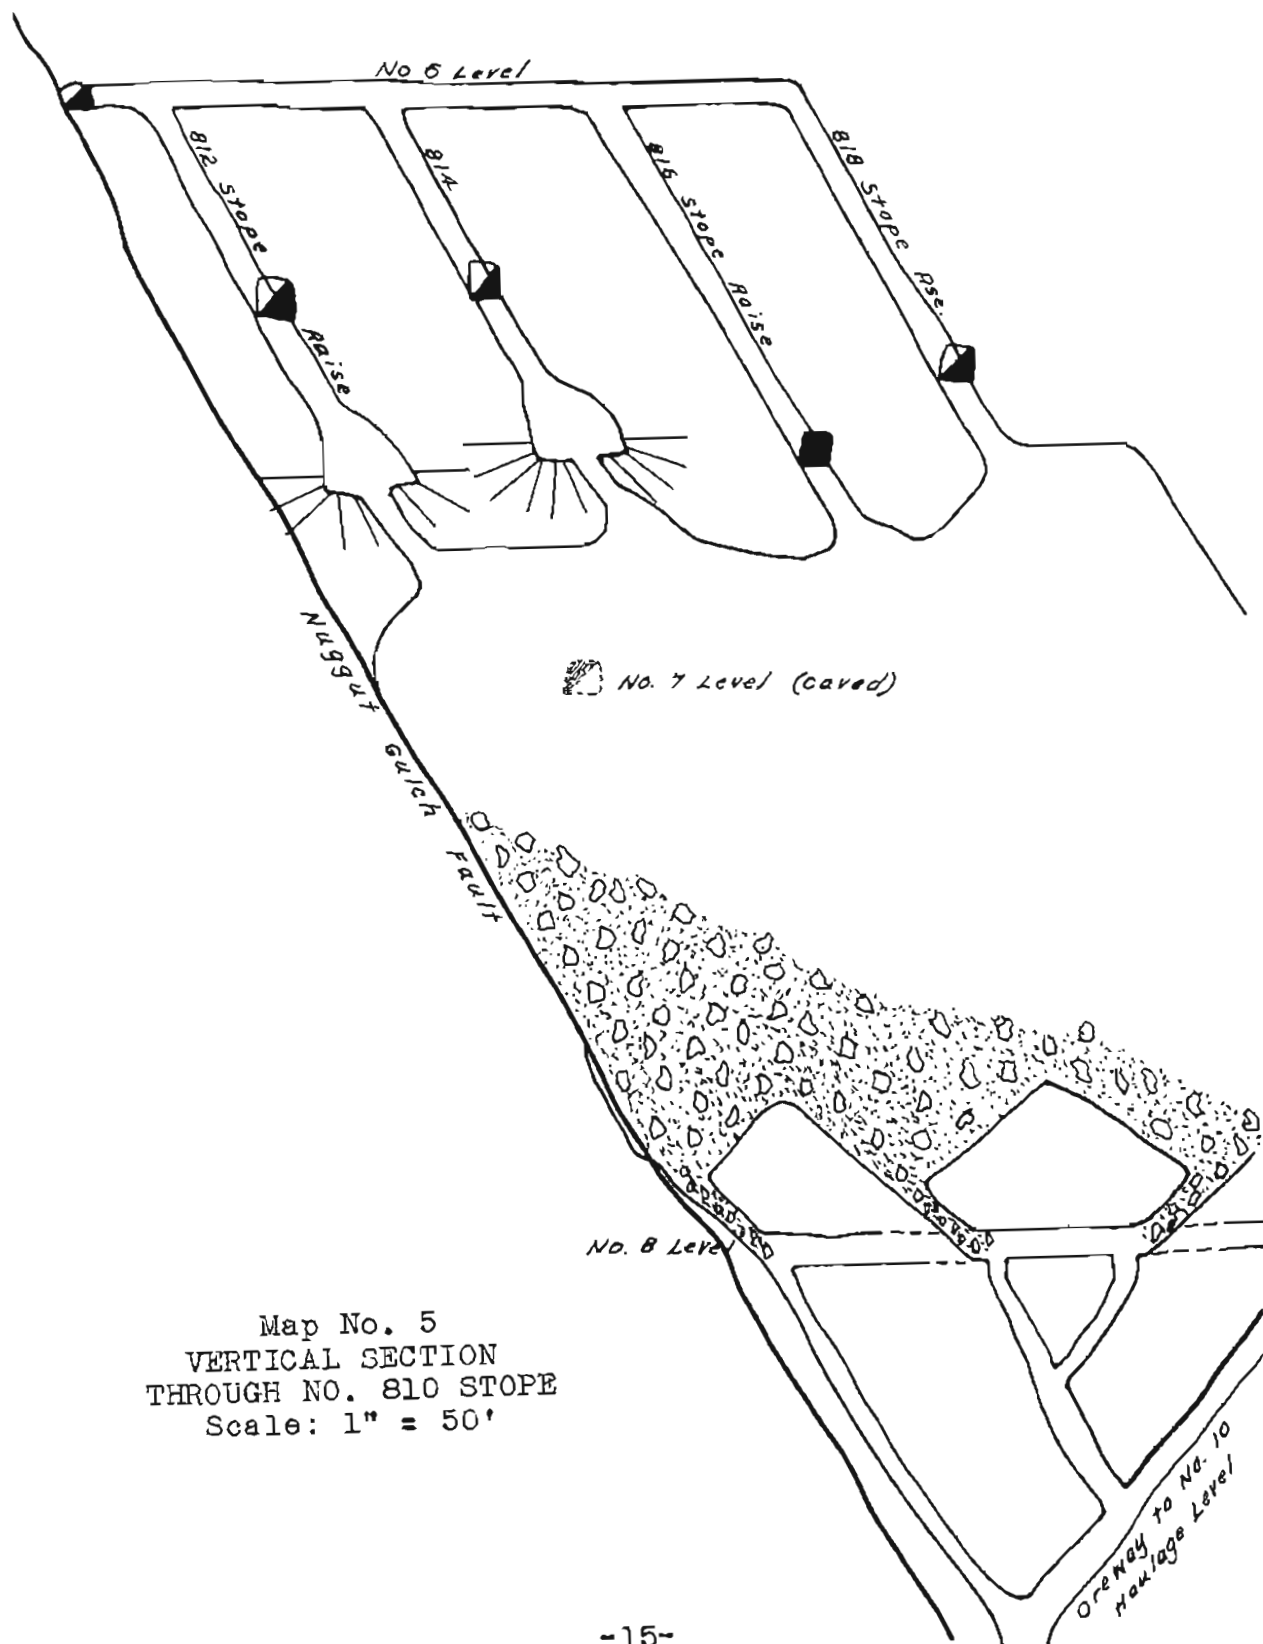 No 6 Level
812 Stope Raise
814
816 Stope Raise
818 Stope Rse.
No. 7 Level (caved)
Nuggut Gulch Fault
No. 8 Level
Map No. 5
VERTICAL SECTION
THROUGH NO. 810 STOPE
Scale: 1" = 50'
Oreway to No. 10
Haulage Level
-15-